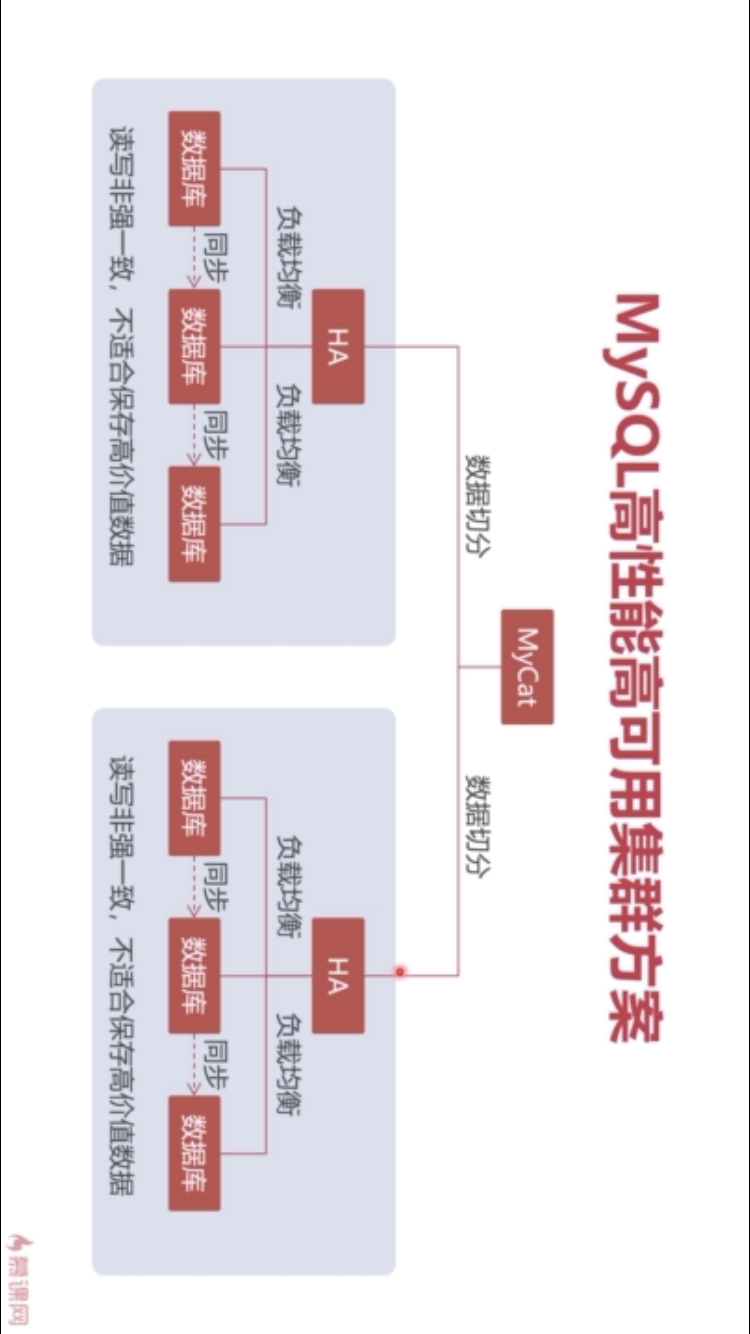 MySQL高性能高可用集群方案
MyCat
数据切分
数据切分
HA
负载均衡
负载均衡
数据库
同步
数据库
同步
数据库
读写非强一致，不适合保存高价值数据
HA
负载均衡
负载均衡
数据库
同步
数据库
同步
数据库
读写非强一致，不适合保存高价值数据
慕课网